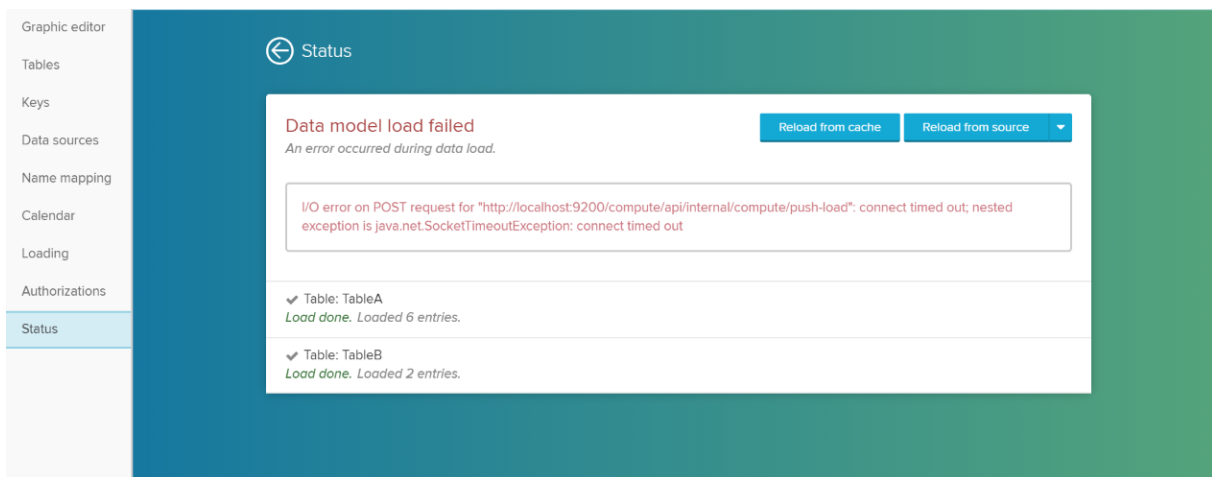 Graphic editor
Tables
Keys
Data sources
Name mapping
Calendar
Loading
Authorizations
Status
Status
Data model load failed
An error occurred during data load.
Reload from cache
Reload from source
I/O error on POST request for "http://localhost:9200/compute/api/internal/compute/push-load": connect timed out; nested
exception is java.net.SocketTimeoutException: connect timed out
Table: TableA
Load done. Loaded 6 entries.
Table: TableB
Load done. Loaded 2 entries.